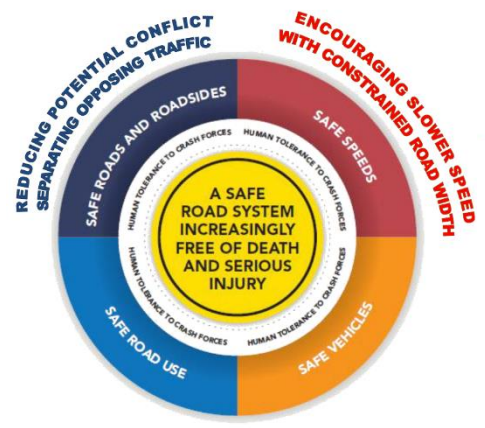 REDUCING POTENTIAL CONFLICT
SEPARATING OPPOSING TRAFFIC
ENCOURAGING SLOWER SPEED
WITH CONSTRAINED ROAD WIDTH
SAFE ROADS AND ROADSIDES
SAFE SPEEDS
HUMAN TOLERANCE TO CRASH FORCES
HUMAN TOLERANCE TO CRASH FORCES
A SAFE
ROAD SYSTEM
INCREASINGLY
FREE OF DEATH
AND SERIOUS
INJURY
HUMAN TOLERANCE TO CRASH FORCES
HUMAN TOLERANCE TO CRASH FORCES
SAFE ROAD USE
SAFE VEHICLES